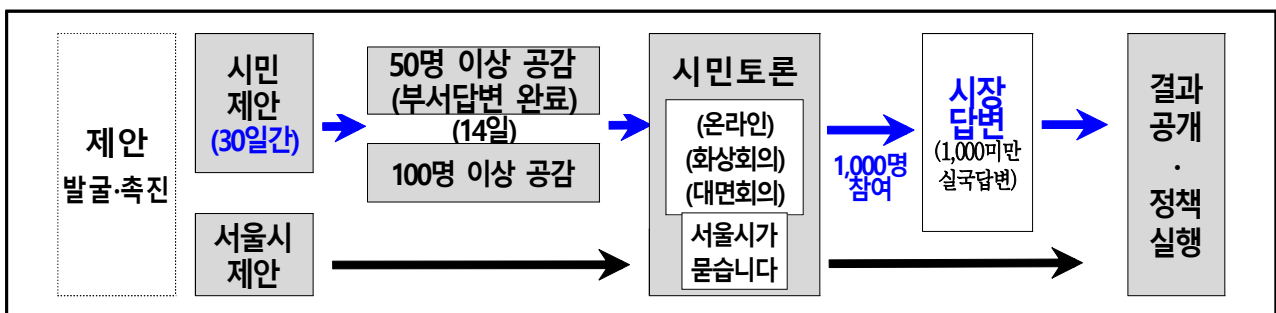 제안
발굴·촉진
시민
제안
(30일간)
서울시
제안
50명 이상 공감
(부서답변 완료)
(14일)
100명 이상 공감
시민토론
(온라인)
(화상회의)
(대면회의)
서울시가
묻습니다
1,000명
참여
시장
답변
(1,000미만
실국답변)
결과
공개
·
정책
실행